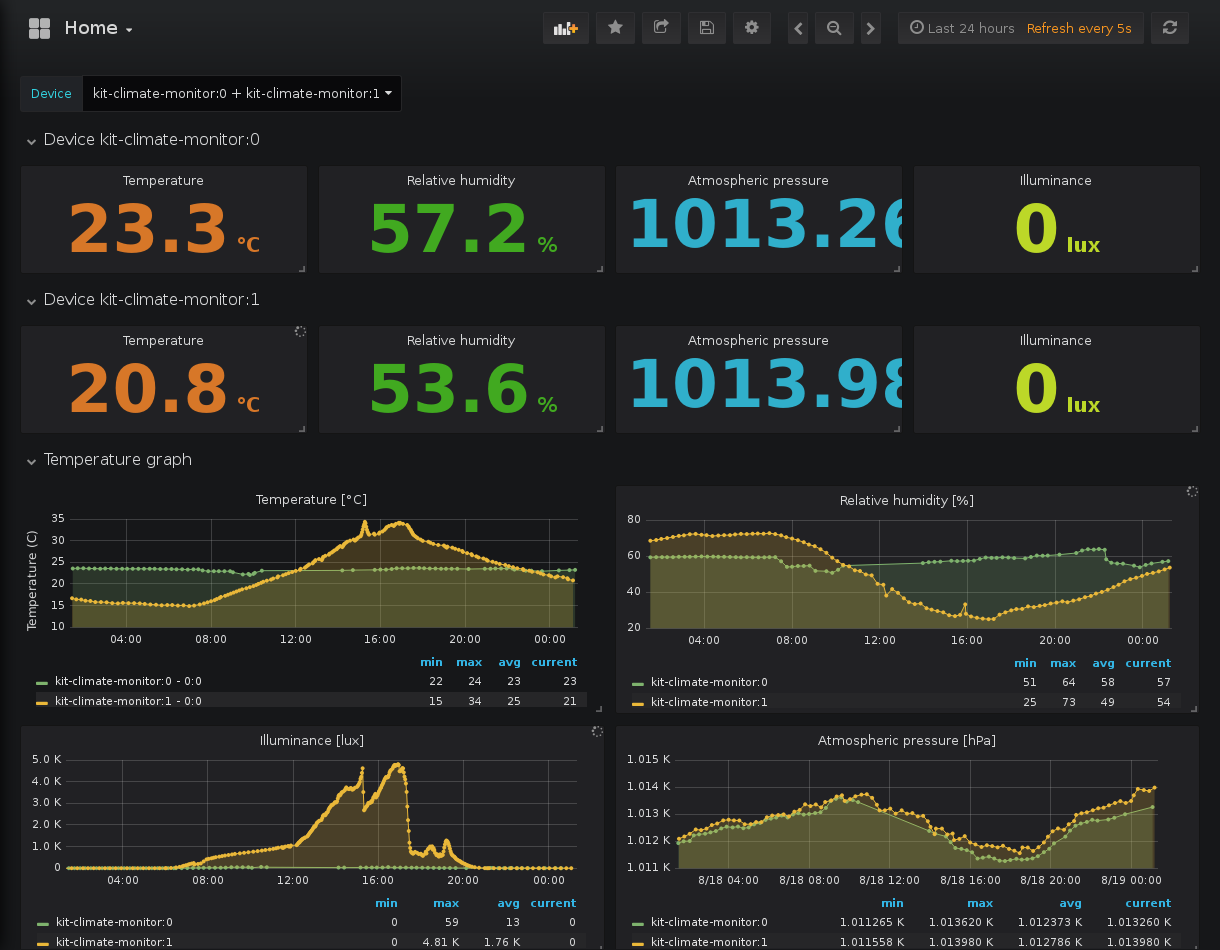 Home
Last 24 hours Refresh every 5s
Device kit-climate-monitor:0 + kit-climate-monitor:1
Device kit-climate-monitor:0
Temperature Relative humidity Atmospheric pressure Illuminance
23.3 °C 57.2 % 1013.26 0 lux
Device kit-climate-monitor:1
Temperature Relative humidity Atmospheric pressure Illuminance
20.8 °C 53.6 % 1013.98 0 lux
Temperature graph
Temperature [°C]
Temperature (C)
35
30
25
20
15
10
04:00 08:00 12:00 16:00 20:00 00:00
min max avg current
kit-climate-monitor:0 - 0:0 22 24 23 23
kit-climate-monitor:1 - 0:0 15 34 25 21
Relative humidity [%]
80
60
40
20
04:00 08:00 12:00 16:00 20:00 00:00
min max avg current
kit-climate-monitor:0 51 64 58 57
kit-climate-monitor:1 25 73 49 54
Illuminance [lux]
5.0 K
4.0 K
3.0 K
2.0 K
1.0 K
0
04:00 08:00 12:00 16:00 20:00 00:00
min max avg current
kit-climate-monitor:0 0 59 13 0
kit-climate-monitor:1 0 4.81 K 1.76 K 0
Atmospheric pressure [hPa]
1.015 K
1.014 K
1.013 K
1.012 K
1.011 K
8/18 04:00 8/18 08:00 8/18 12:00 8/18 16:00 8/18 20:00 8/19 00:00
min max avg current
kit-climate-monitor:0 1.011265 K 1.013620 K 1.012373 K 1.013260 K
kit-climate-monitor:1 1.011558 K 1.013980 K 1.012786 K 1.013980 K